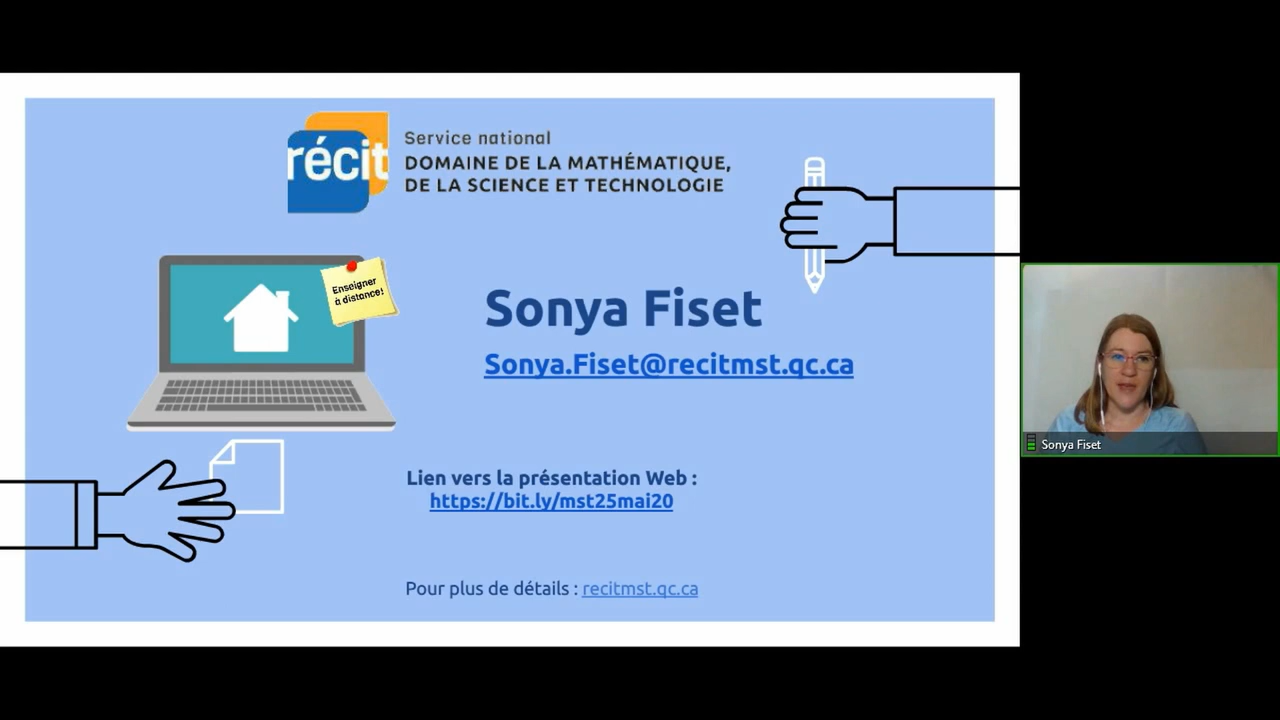 récit
Service national
DOMAINE DE LA MATHÉMATIQUE,
DE LA SCIENCE ET TECHNOLOGIE
Enseigner
à distance!
Sonya Fiset
Sonya.Fiset@recitmst.qc.ca
Sonya Fiset
Lien vers la présentation Web :
https://bit.ly/mst25mai20
Pour plus de détails : recitmst.qc.ca